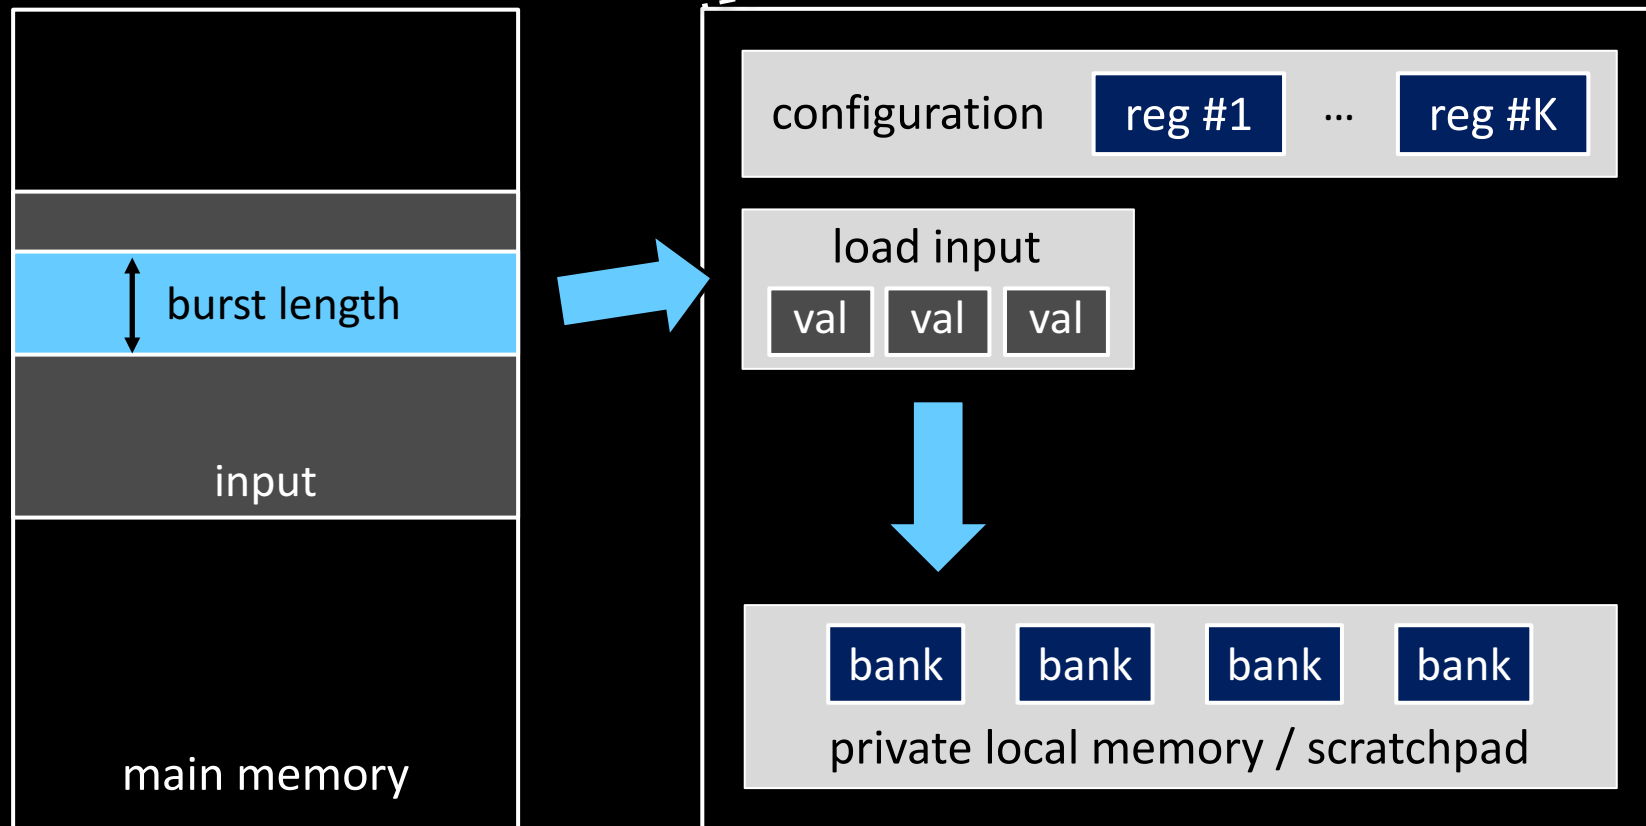 burst length
input
main memory
configuration reg #1 ... reg #K
load input
val val val
bank bank bank bank
private local memory / scratchpad